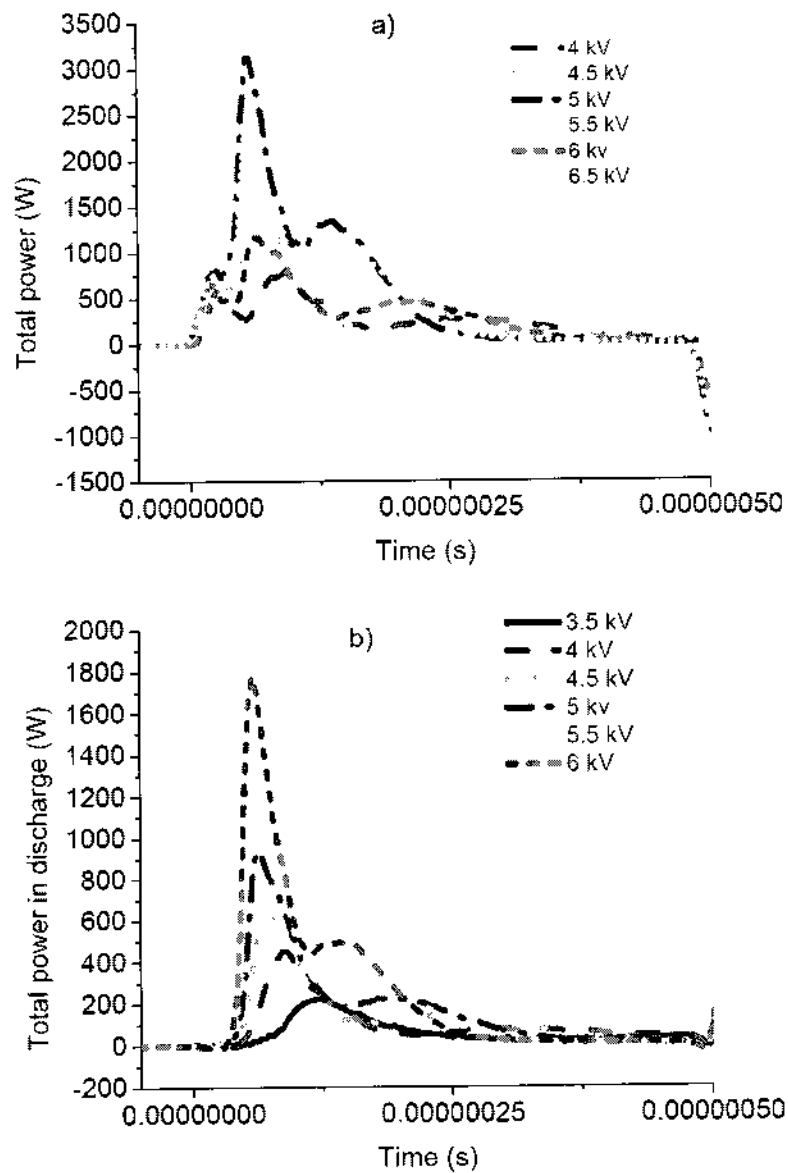 a)
3500
3000
2500
2000
1500
1000
500
0
-500
-1000
-1500
Total power (W)
4 kV
4.5 kV
5 kV
5.5 kV
6 kv
6.5 kV
0.00000000
0.00000025
0.00000050
Time (s)
b)
2000
1800
1600
1400
1200
1000
800
600
400
200
0
-200
Total power in discharge (W)
3.5 kV
4 kV
4.5 kV
5 kv
5.5 kV
6 kV
0.00000000
0.00000025
0.00000050
Time (s)